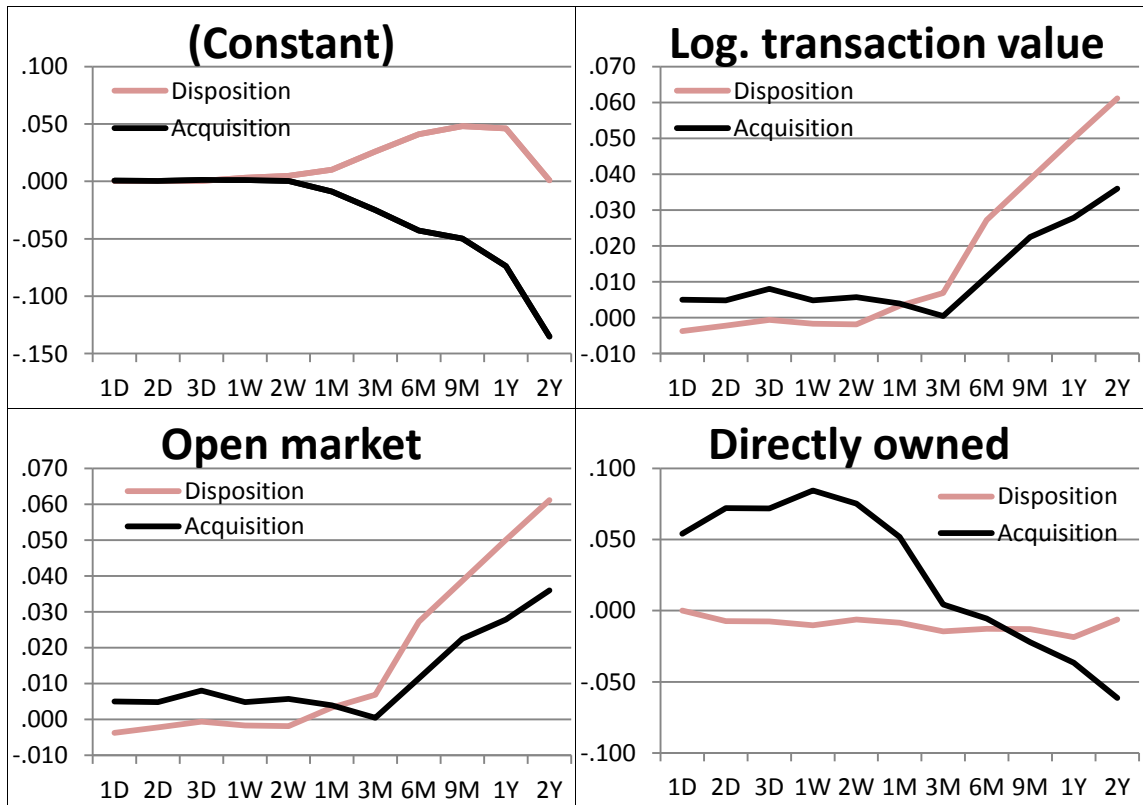 (Constant)
.100
.050
.000
-.050
-.100
-.150
Disposition
Acquisition
1D 2D 3D 1W 2W 1M 3M 6M 9M 1Y 2Y
Log. transaction value
.070
.060
.050
.040
.030
.020
.010
.000
-.010
Disposition
Acquisition
1D 2D 3D 1W 2W 1M 3M 6M 9M 1Y 2Y
Open market
.070
.060
.050
.040
.030
.020
.010
.000
-.010
Disposition
Acquisition
1D 2D 3D 1W 2W 1M 3M 6M 9M 1Y 2Y
Directly owned
.100
.050
.000
-.050
-.100
Disposition
Acquisition
1D 2D 3D 1W 2W 1M 3M 6M 9M 1Y 2Y